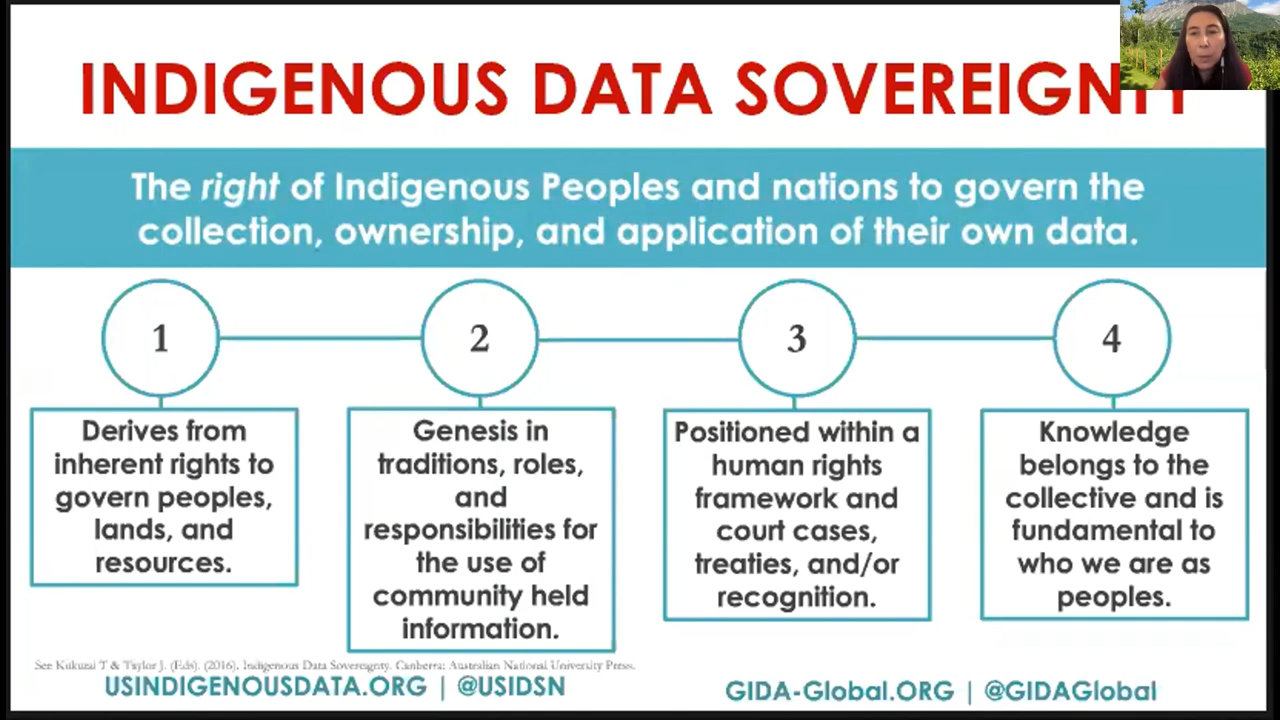 INDIGENOUS DATA SOVEREIGNTY
The right of Indigenous Peoples and nations to govern the
collection, ownership, and application of their own data.
1
2
3
4
Derives from
inherent rights to
govern peoples,
lands, and
resources.
Genesis in
traditions, roles,
and
responsibilities for
the use of
community held
information.
Positioned within a
human rights
framework and
court cases,
treaties, and/or
recognition.
Knowledge
belongs to the
collective and is
fundamental to
who we are as
peoples.
See Kukutai T & Taylor J. (Eds). (2016). Indigenous Data Sovereignty. Canberra: Australian National University Press.
USINDIGENOUSDATA.ORG | @USIDSN
GIDA-Global.ORG | @GIDAGlobal